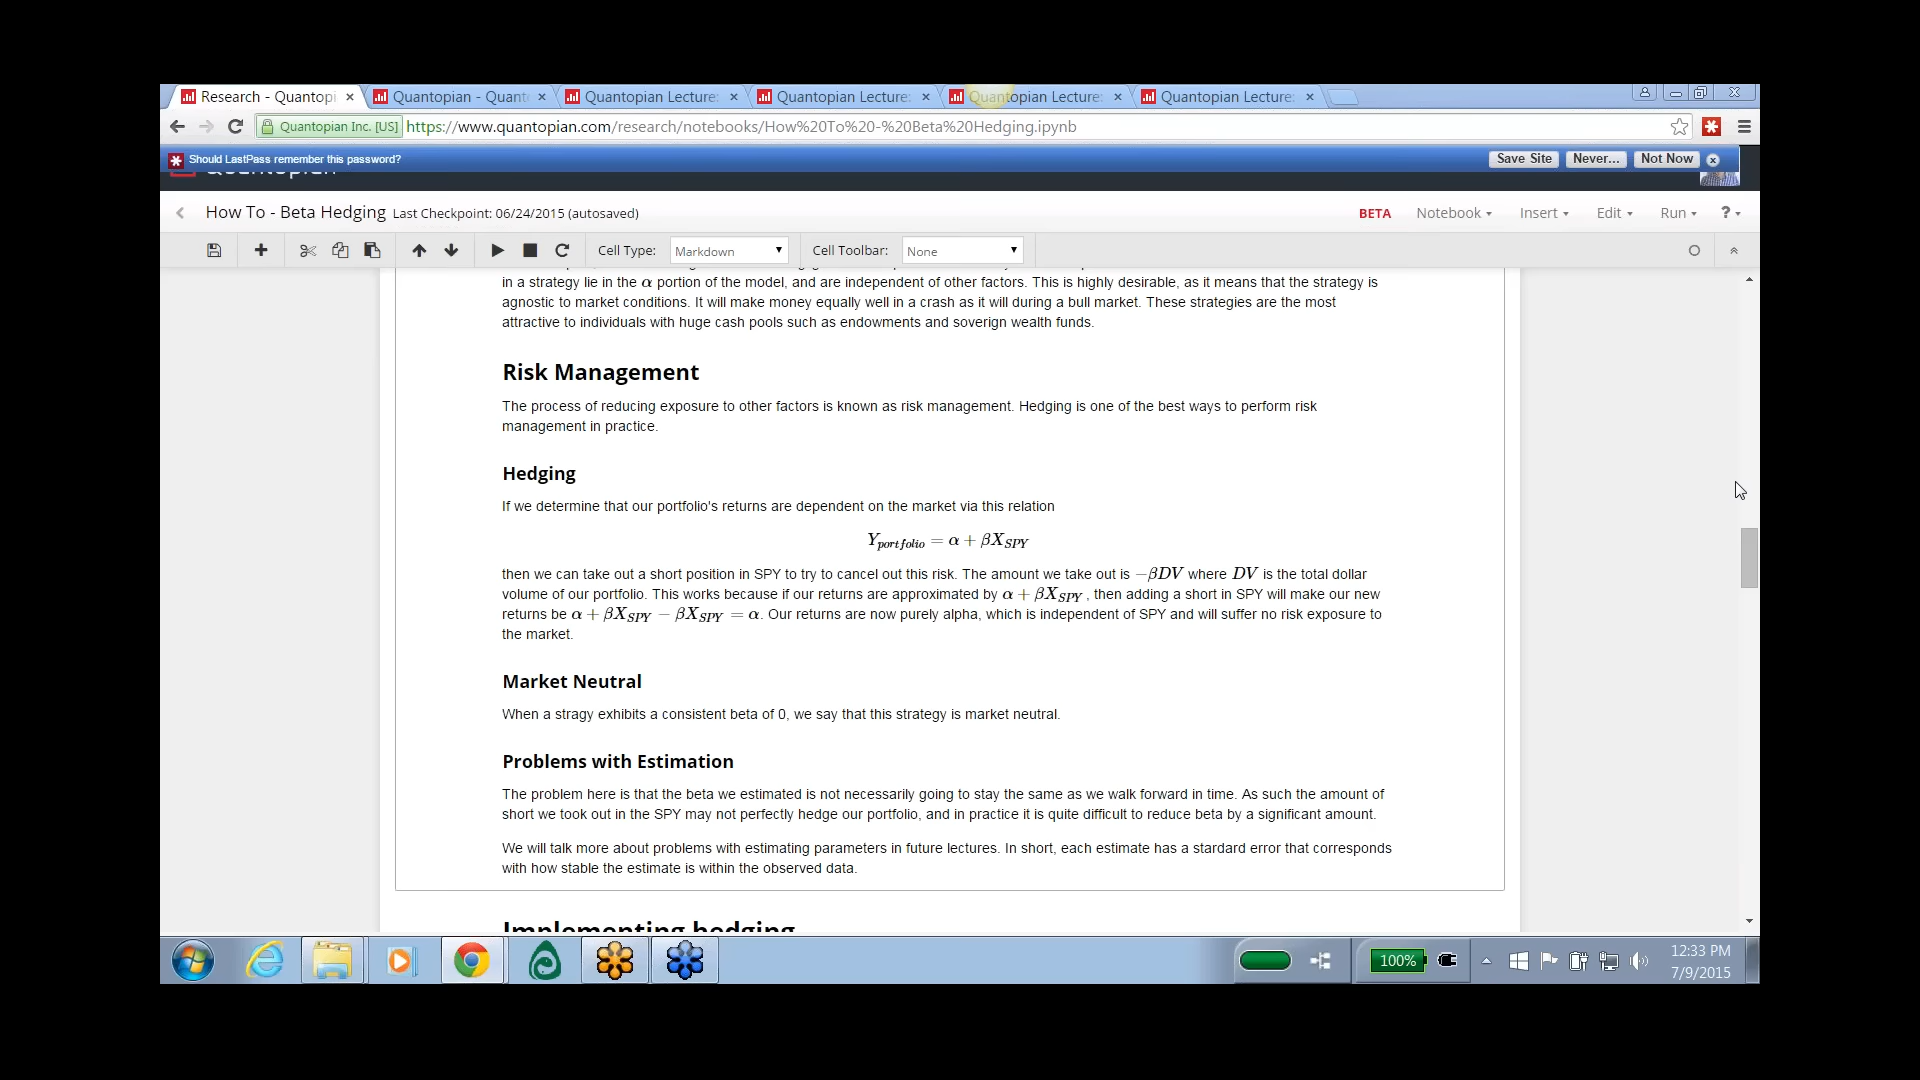 Research - Quantopi
Quantopian - Quant
Quantopian Lecture:
Quantopian Lecture:
Quantopian Lecture:
Quantopian Lecture:
Quantopian Inc. [US] https://www.quantopian.com/research/notebooks/How%20To%20-%20Beta%20Hedging.ipynb
Should LastPass remember this password? Save Site Never... Not Now
How To - Beta Hedging Last Checkpoint: 06/24/2015 (autosaved) BETA Notebook Insert Edit Run ?
Cell Type: Markdown Cell Toolbar: None
in a strategy lie in the α portion of the model, and are independent of other factors. This is highly desirable, as it means that the strategy is
agnostic to market conditions. It will make money equally well in a crash as it will during a bull market. These strategies are the most
attractive to individuals with huge cash pools such as endowments and soverign wealth funds.
Risk Management
The process of reducing exposure to other factors is known as risk management. Hedging is one of the best ways to perform risk
management in practice.
Hedging
If we determine that our portfolio's returns are dependent on the market via this relation
Yportfolio = α + βXSPY
then we can take out a short position in SPY to try to cancel out this risk. The amount we take out is −βDV where DV is the total dollar
volume of our portfolio. This works because if our returns are approximated by α + βXSPY , then adding a short in SPY will make our new
returns be α + βXSPY − βXSPY = α. Our returns are now purely alpha, which is independent of SPY and will suffer no risk exposure to
the market.
Market Neutral
When a stragy exhibits a consistent beta of 0, we say that this strategy is market neutral.
Problems with Estimation
The problem here is that the beta we estimated is not necessarily going to stay the same as we walk forward in time. As such the amount of
short we took out in the SPY may not perfectly hedge our portfolio, and in practice it is quite difficult to reduce beta by a significant amount.
We will talk more about problems with estimating parameters in future lectures. In short, each estimate has a stardard error that corresponds
with how stable the estimate is within the observed data.
Implementing hedging
100%
12:33 PM
7/9/2015